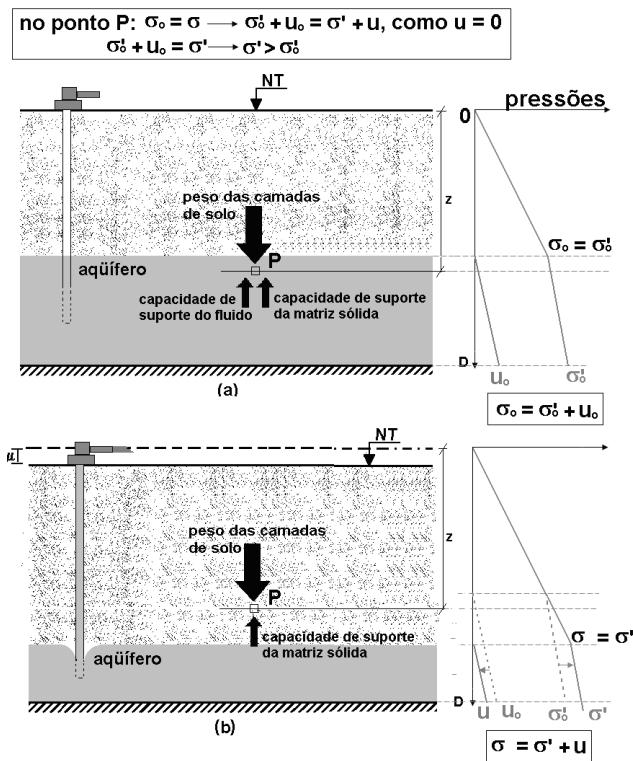 no ponto P: σₒ = σ → σ'ₒ + uₒ = σ' + u, como u = 0
σ'ₒ + uₒ = σ' → σ' > σ'ₒ
NT
pressões
0
peso das camadas
de solo
z
P
σₒ = σ'ₒ
aqüífero
capacidade de
suporte do fluido
capacidade de suporte
da matriz sólida
D
uₒ
σ'ₒ
(a)
σₒ = σ'ₒ + uₒ
μ
NT
peso das camadas
de solo
z
P
capacidade de suporte
da matriz sólida
σ = σ'
aqüífero
D
u
uₒ
σ'ₒ
σ'
(b)
σ = σ' + u